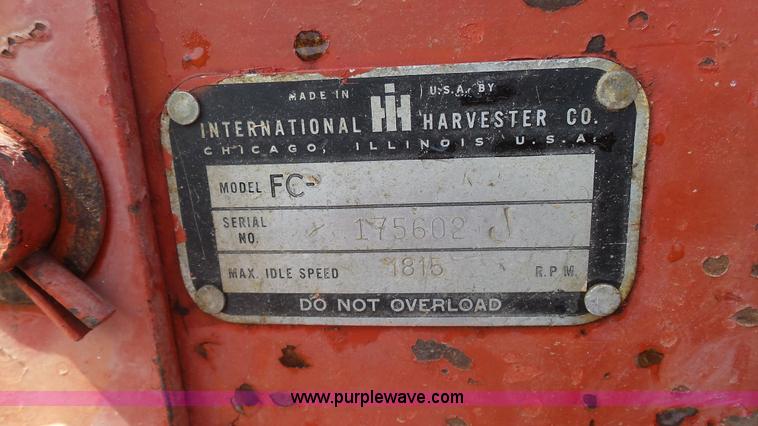 MADE IN IH U.S.A. BY
INTERNATIONAL HARVESTER CO.
CHICAGO, ILLINOIS U.S.A.
MODEL FC-
SERIAL NO. 175602 J
MAX. IDLE SPEED 1815 R.P.M.
DO NOT OVERLOAD
www.purplewave.com